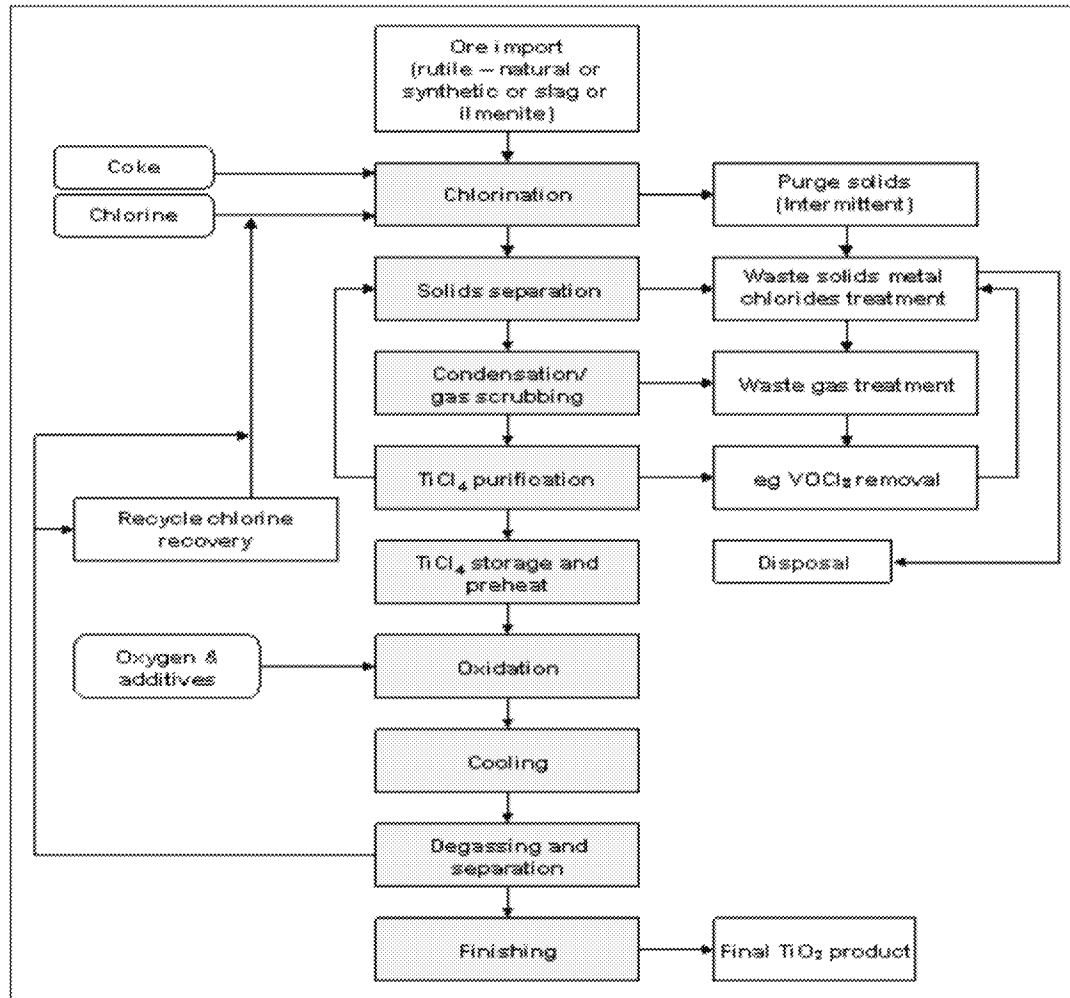 Ore import
(rutile – natural or
synthetic or slag or
ilmenite)
Coke
Chlorine
Chlorination
Purge solids
(Intermittent)
Solids separation
Waste solids metal
chlorides treatment
Condensation/
gas scrubbing
Waste gas treatment
TiCl₄ purification
eg VOCl₃ removal
Recycle chlorine
recovery
TiCl₄ storage and
preheat
Disposal
Oxygen &
additives
Oxidation
Cooling
Degassing and
separation
Finishing
Final TiO₂ product